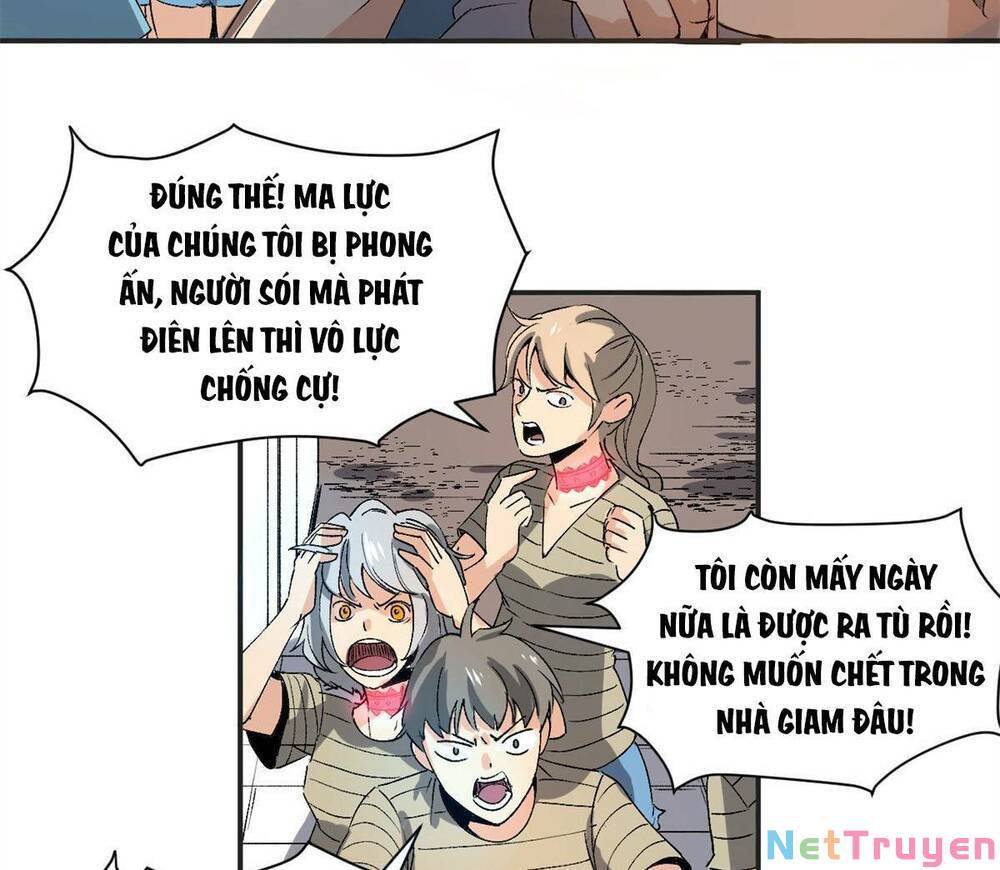 ĐÚNG THẾ! MA LỰC
CỦA CHÚNG TÔI BỊ PHONG
ẤN, NGƯỜI SÓI MÀ PHÁT
ĐIÊN LÊN THÌ VÔ LỰC
CHỐNG CỰ!
TÔI CÒN MẤY NGÀY
NỮA LÀ ĐƯỢC RA TÙ RỒI!
KHÔNG MUỐN CHẾT TRONG
NHÀ GIAM ĐÂU!
NetTruyen